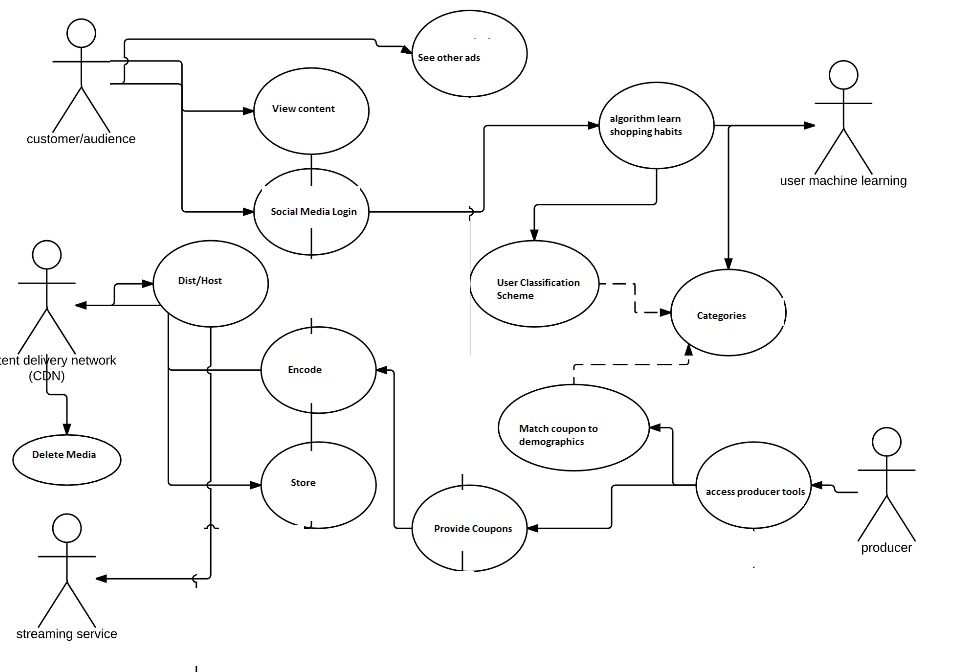 See other ads
View content
customer/audience
algorithm learn
shopping habits
user machine learning
Social Media Login
Dist/Host
User Classification
Scheme
Categories
tent delivery network
(CDN)
Encode
Match coupon to
demographics
Delete Media
Store
access producer tools
Provide Coupons
producer
streaming service